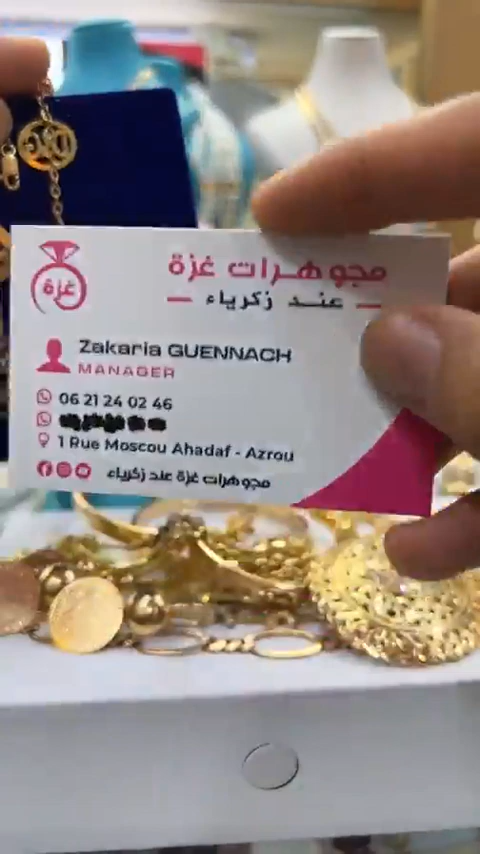 غزة
مجوهرات غزة
عند زكرياء
Zakaria GUENNACH
MANAGER
06 21 24 02 46
1 Rue Moscou Ahadaf - Azrou
مجوهرات غزة عند زكرياء